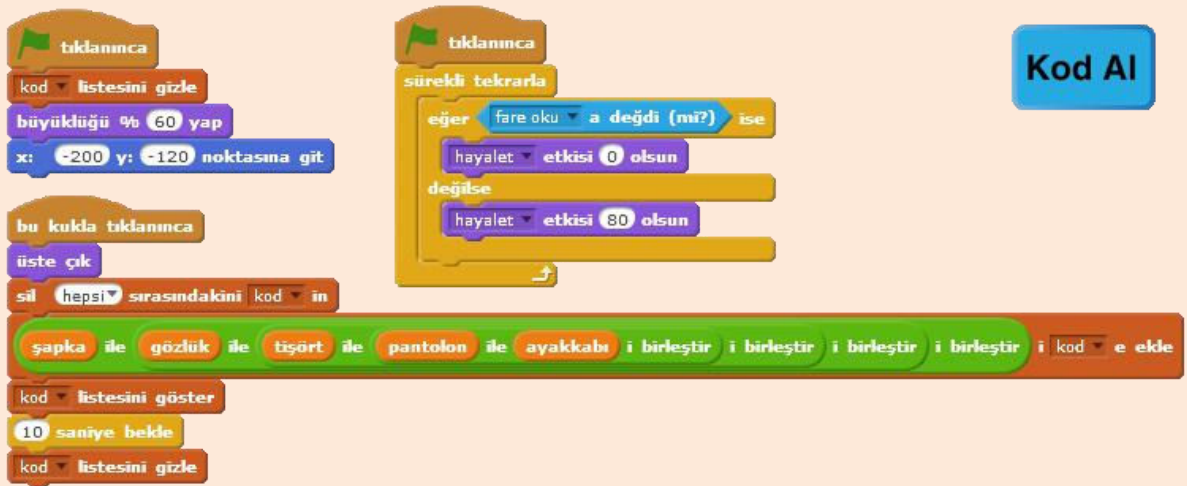 tıklanınca
kod listesini gizle
büyüklüğü % 60 yap
x: -200 y: -120 noktasına git
bu kukla tıklanınca
üste çık
sil hepsi sırasındakini kod in
şapka ile gözlük ile tişört ile pantolon ile ayakkabı i birleştir i birleştir i birleştir i birleştir i kod e ekle
kod listesini göster
10 saniye bekle
kod listesini gizle
tıklanınca
sürekli tekrarla
eğer fare oku a değdi (mi?) ise
hayalet etkisi 0 olsun
değilse
hayalet etkisi 80 olsun
Kod Al